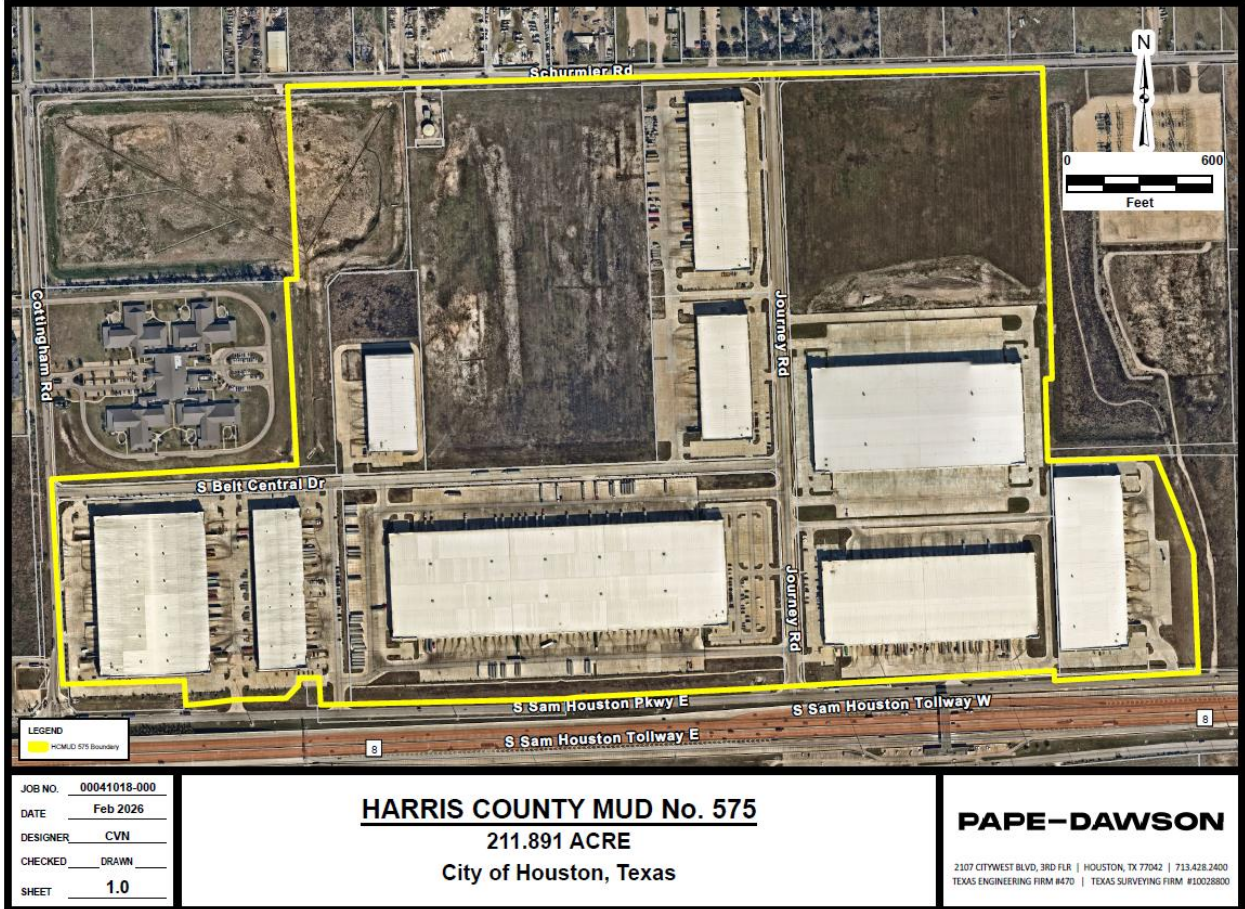 Schurmier Rd
N
0 600
Feet
Cottingham Rd
Journey Rd
S Belt Central Dr
Journey Rd
S Sam Houston Pkwy E
S Sam Houston Tollway W
S Sam Houston Tollway E
8
8
LEGEND
HCMUD 575 Boundary
JOB NO. 00041018-000
DATE Feb 2026
DESIGNER CVN
CHECKED DRAWN
SHEET 1.0
HARRIS COUNTY MUD No. 575
211.891 ACRE
City of Houston, Texas
PAPE-DAWSON
2107 CITYWEST BLVD, 3RD FLR | HOUSTON, TX 77042 | 713.428.2400
TEXAS ENGINEERING FIRM #470 | TEXAS SURVEYING FIRM #10028800